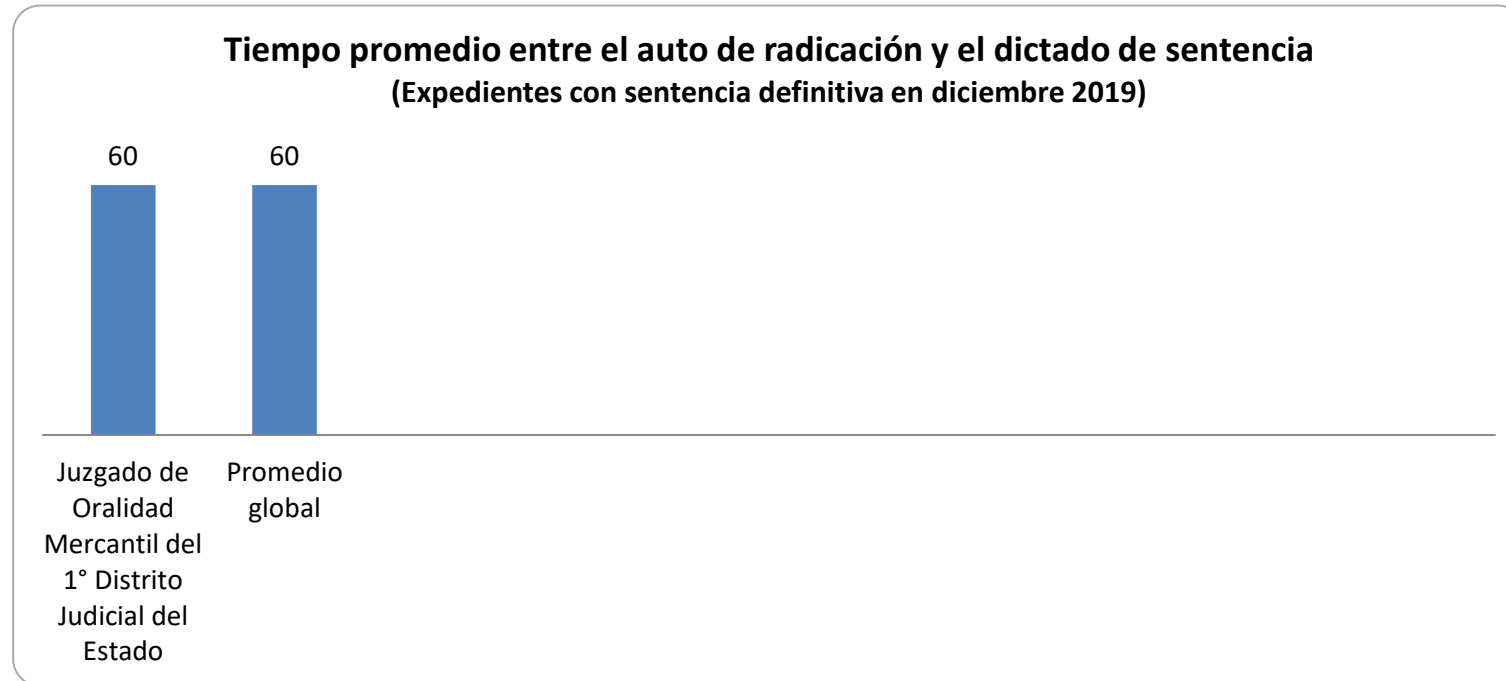 Tiempo promedio entre el auto de radicación y el dictado de sentencia
(Expedientes con sentencia definitiva en diciembre 2019)
60
60
Juzgado de
Oralidad
Mercantil del
1° Distrito
Judicial del
Estado
Promedio
global